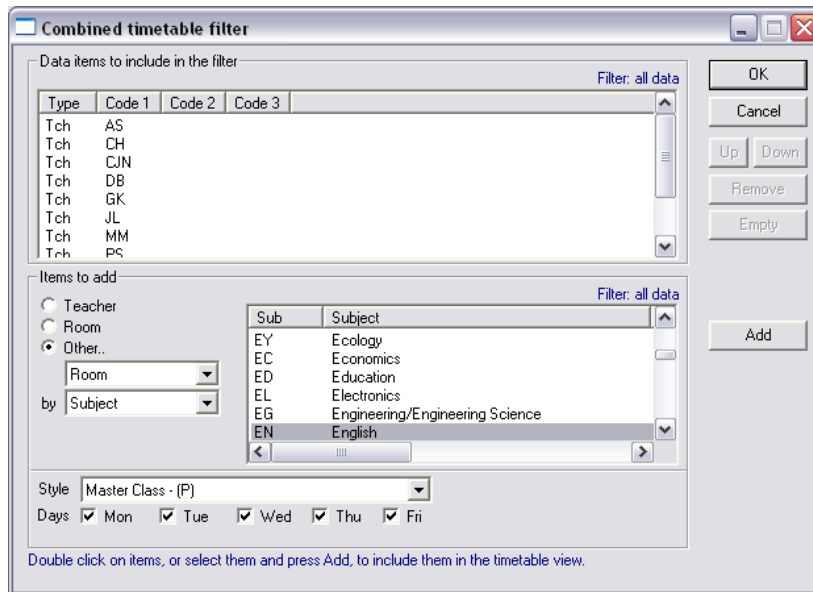 Combined timetable filter
Data items to include in the filter
Filter: all data
Type Code 1 Code 2 Code 3
Tch AS
Tch CH
Tch CJN
Tch DB
Tch GK
Tch JL
Tch MM
Tch PS
OK
Cancel
Up Down
Remove
Empty
Items to add
Filter: all data
Teacher
Room
Other..
Room
by Subject
Sub Subject
EY Ecology
EC Economics
ED Education
EL Electronics
EG Engineering/Engineering Science
EN English
Add
Style Master Class - (P)
Days Mon Tue Wed Thu Fri
Double click on items, or select them and press Add, to include them in the timetable view.